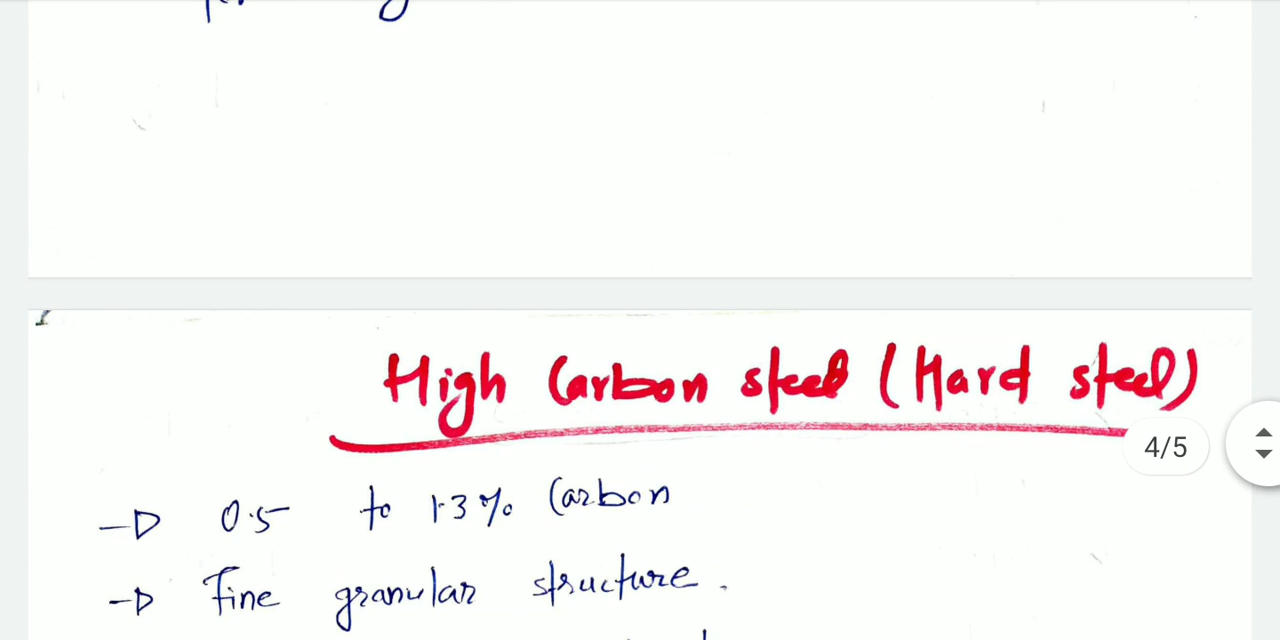 High Carbon steel (Hard steel)
4/5
→ 0.5 to 1.3% Carbon
→ Fine granular structure.